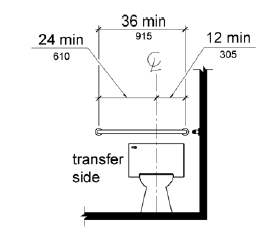 36 min
915
24 min
610
12 min
305
℄
transfer
side